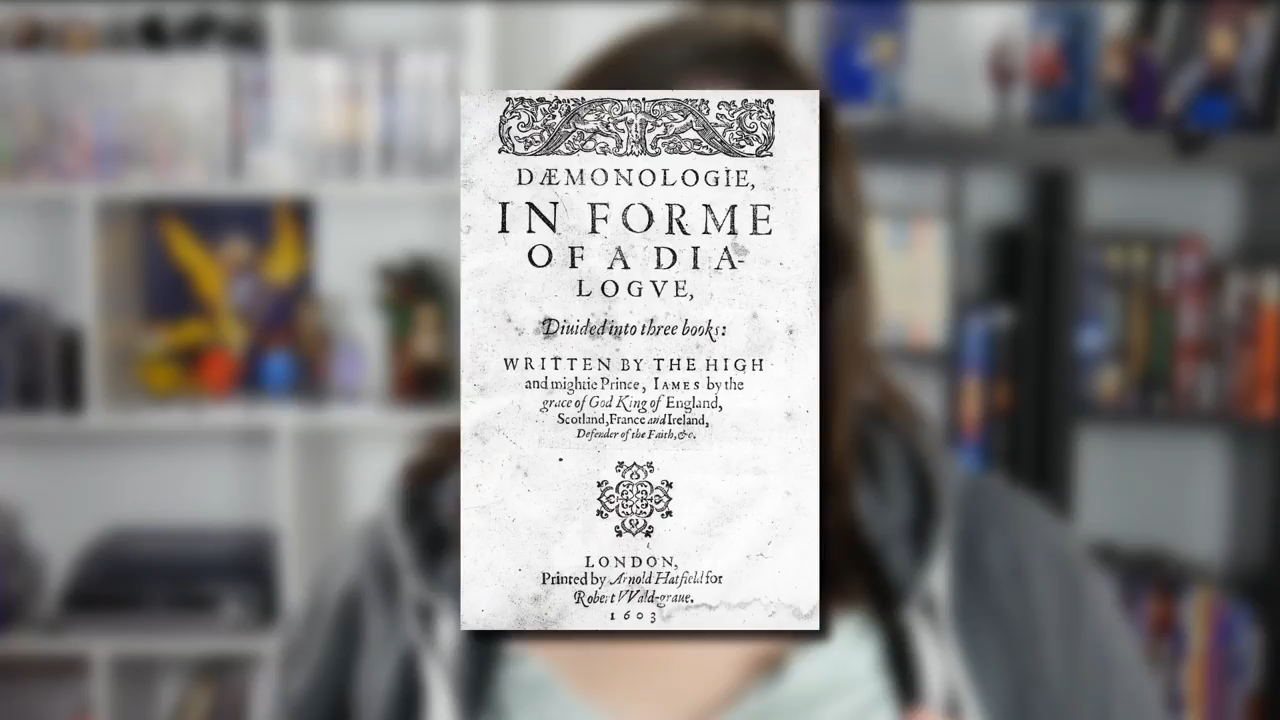 DÆMONOLOGIE,
IN FORME
OF A DIA-
LOGVE,
Diuided into three books:
WRITTEN BY THE HIGH
and mightie Prince, IAMES by the
grace of God King of England,
Scotland, France and Ireland,
Defender of the Faith, &c.
LONDON,
Printed by Arnold Hatfield for
Robert VVald-graue.
1603